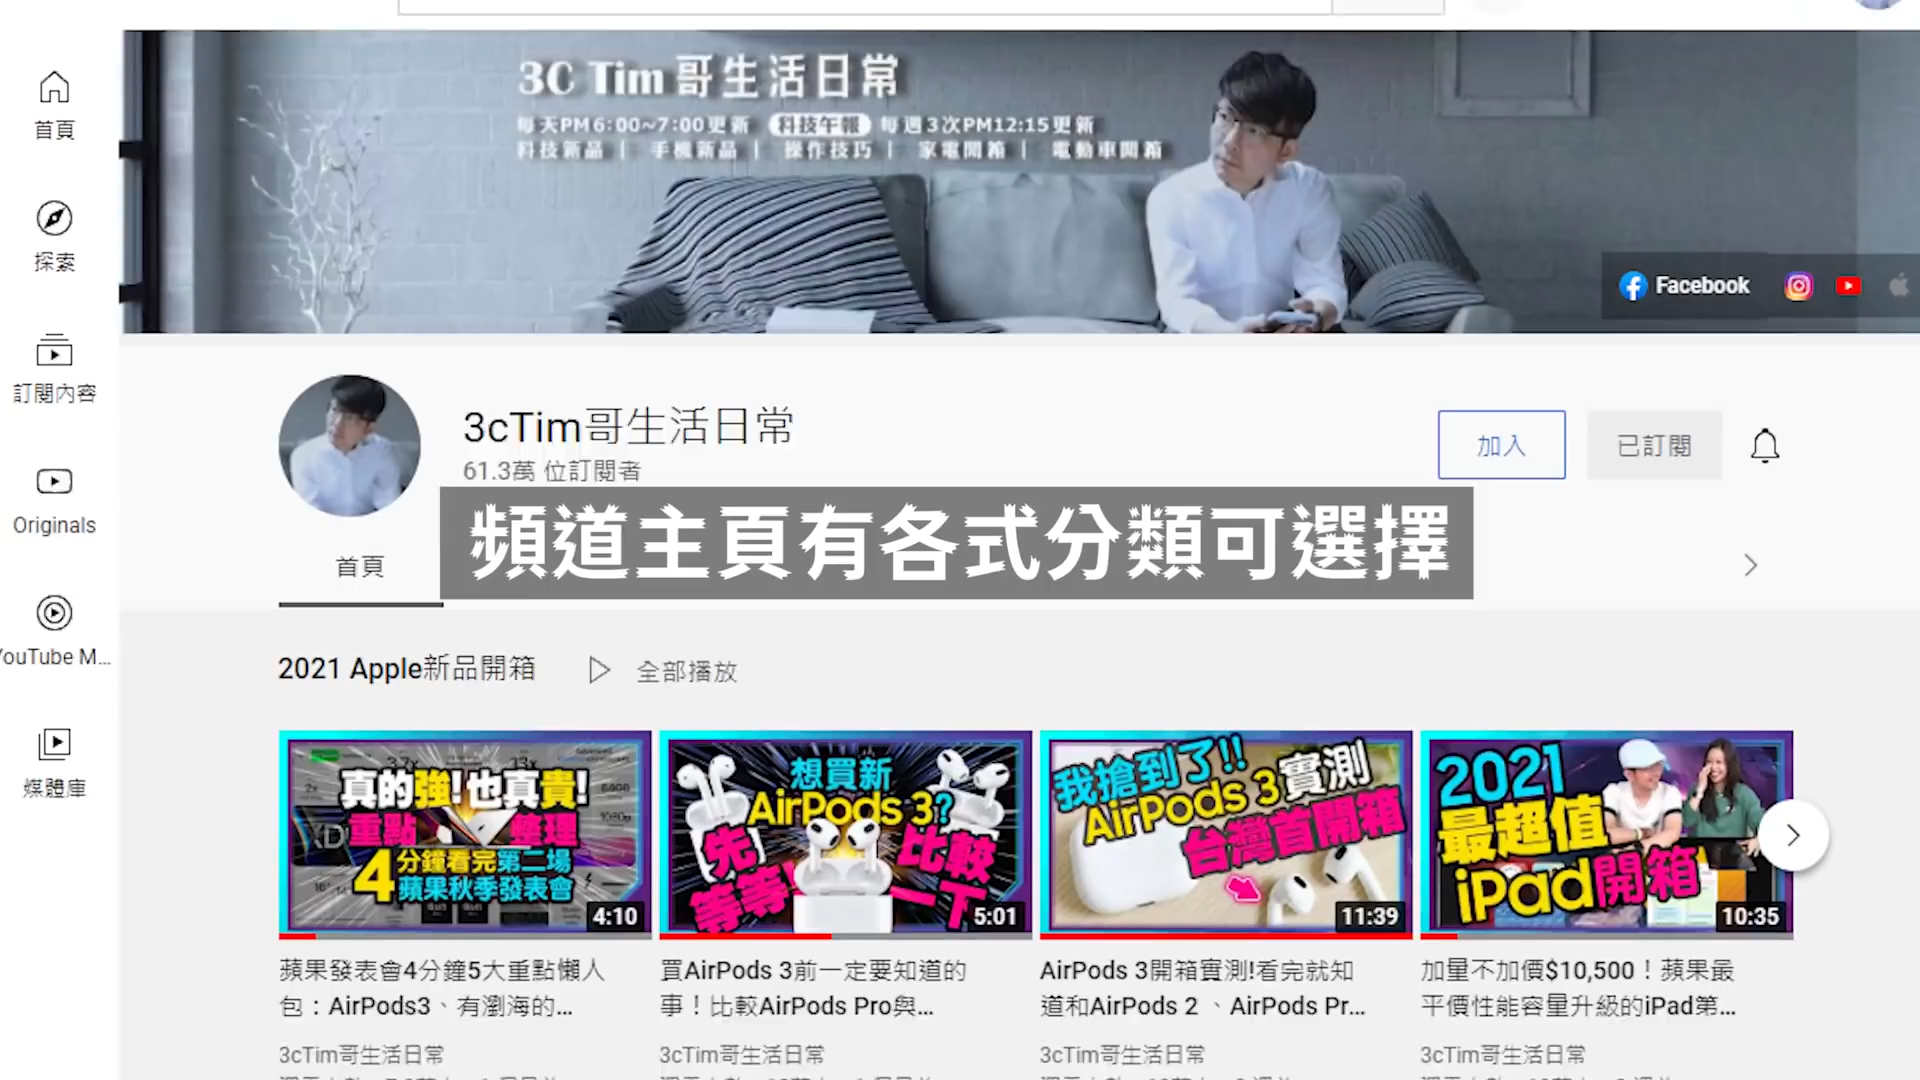 3C Tim哥生活日常
每天PM6:00~7:00更新 科技午報 每週3次PM12:15更新
科技新品 | 手機新品 | 操作技巧 | 家電開箱 | 電動車開箱
Facebook
首頁
探索
訂閱內容
Originals
YouTube M...
媒體庫
3cTim哥生活日常
61.3萬 位訂閱者
加入
已訂閱
頻道主頁有各式分類可選擇
首頁
2021 Apple新品開箱
全部播放
真的強!也真貴!
重點 整理
4分鐘看完第二場
蘋果秋季發表會
4:10
想買新
AirPods 3?
先等等!
比較一下
5:01
我搶到了!!
AirPods 3實測
台灣首開箱
11:39
2021
最超值
iPad開箱
10:35
蘋果發表會4分鐘5大重點懶人
包：AirPods3、有瀏海的...
3cTim哥生活日常
買AirPods 3前一定要知道的
事！比較AirPods Pro與...
3cTim哥生活日常
AirPods 3開箱實測!看完就知
道和AirPods 2 、AirPods Pr...
3cTim哥生活日常
加量不加價$10,500！蘋果最
平價性能容量升級的iPad第...
3cTim哥生活日常